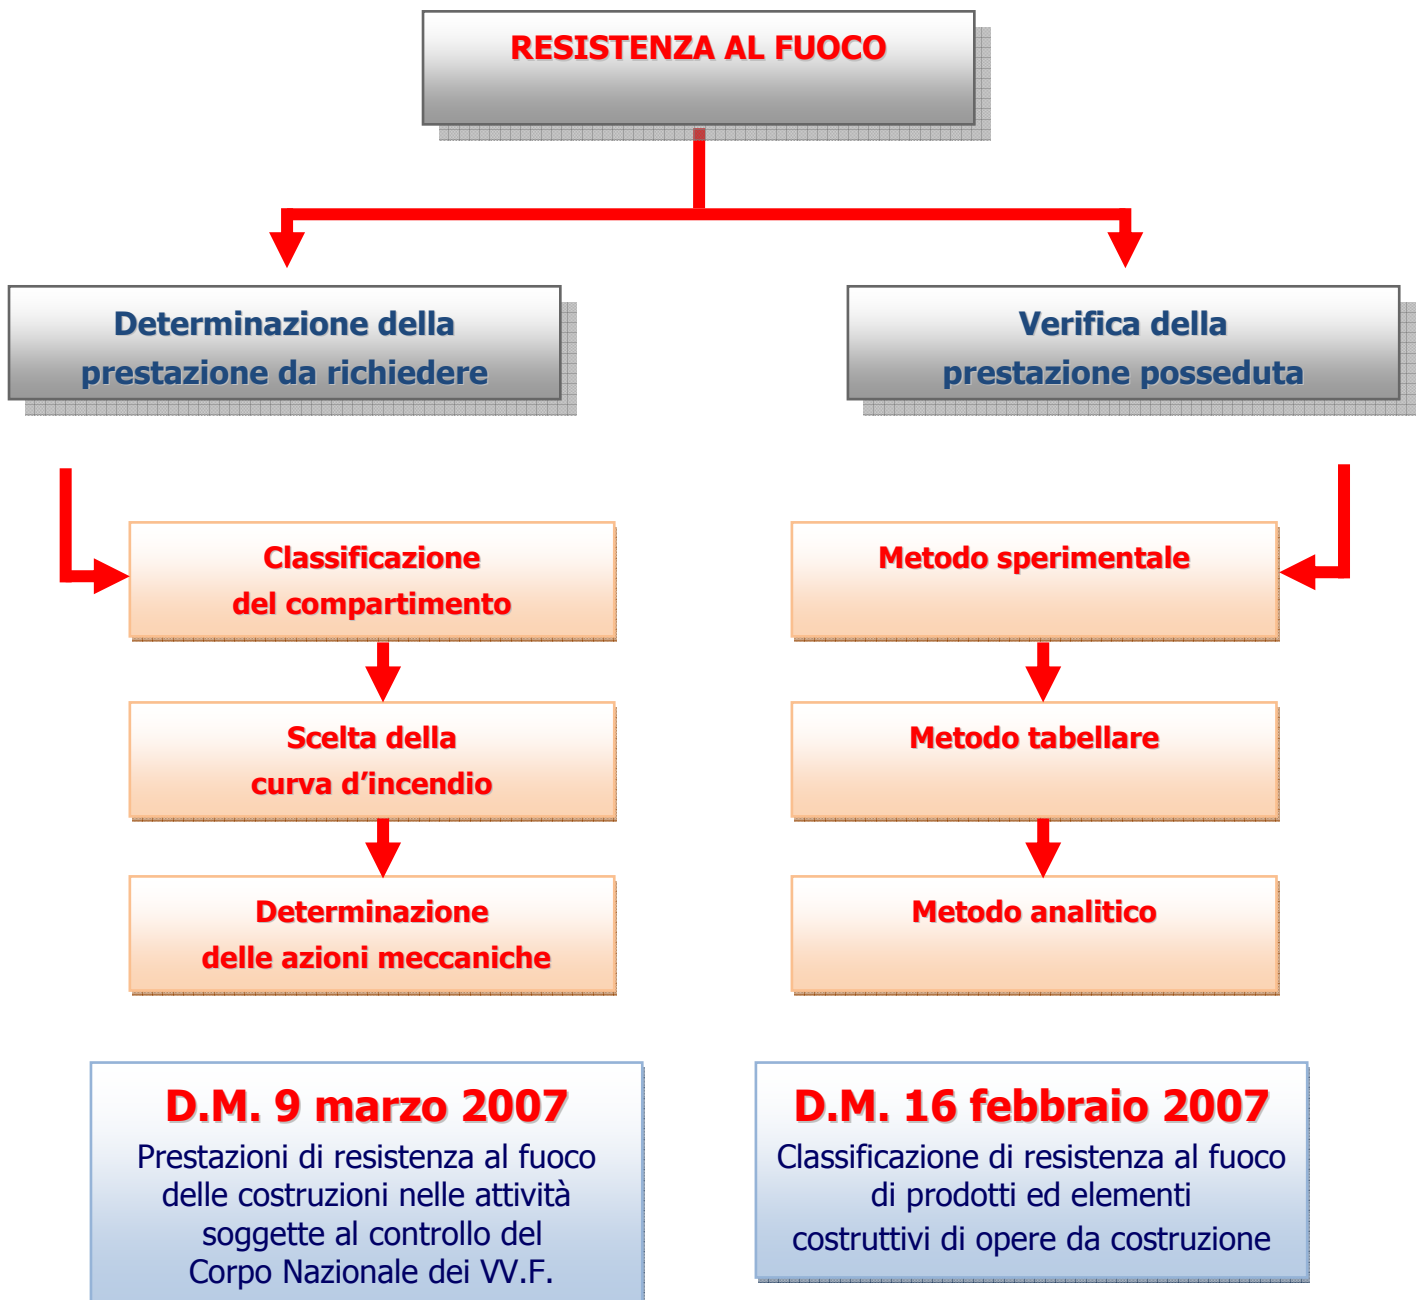 RESISTENZA AL FUOCO
Determinazione della
prestazione da richiedere
Verifica della
prestazione posseduta
Classificazione
del compartimento
Metodo sperimentale
Scelta della
curva d’incendio
Metodo tabellare
Determinazione
delle azioni meccaniche
Metodo analitico
D.M. 9 marzo 2007
Prestazioni di resistenza al fuoco
delle costruzioni nelle attività
soggette al controllo del
Corpo Nazionale dei VV.F.
D.M. 16 febbraio 2007
Classificazione di resistenza al fuoco
di prodotti ed elementi
costruttivi di opere da costruzione